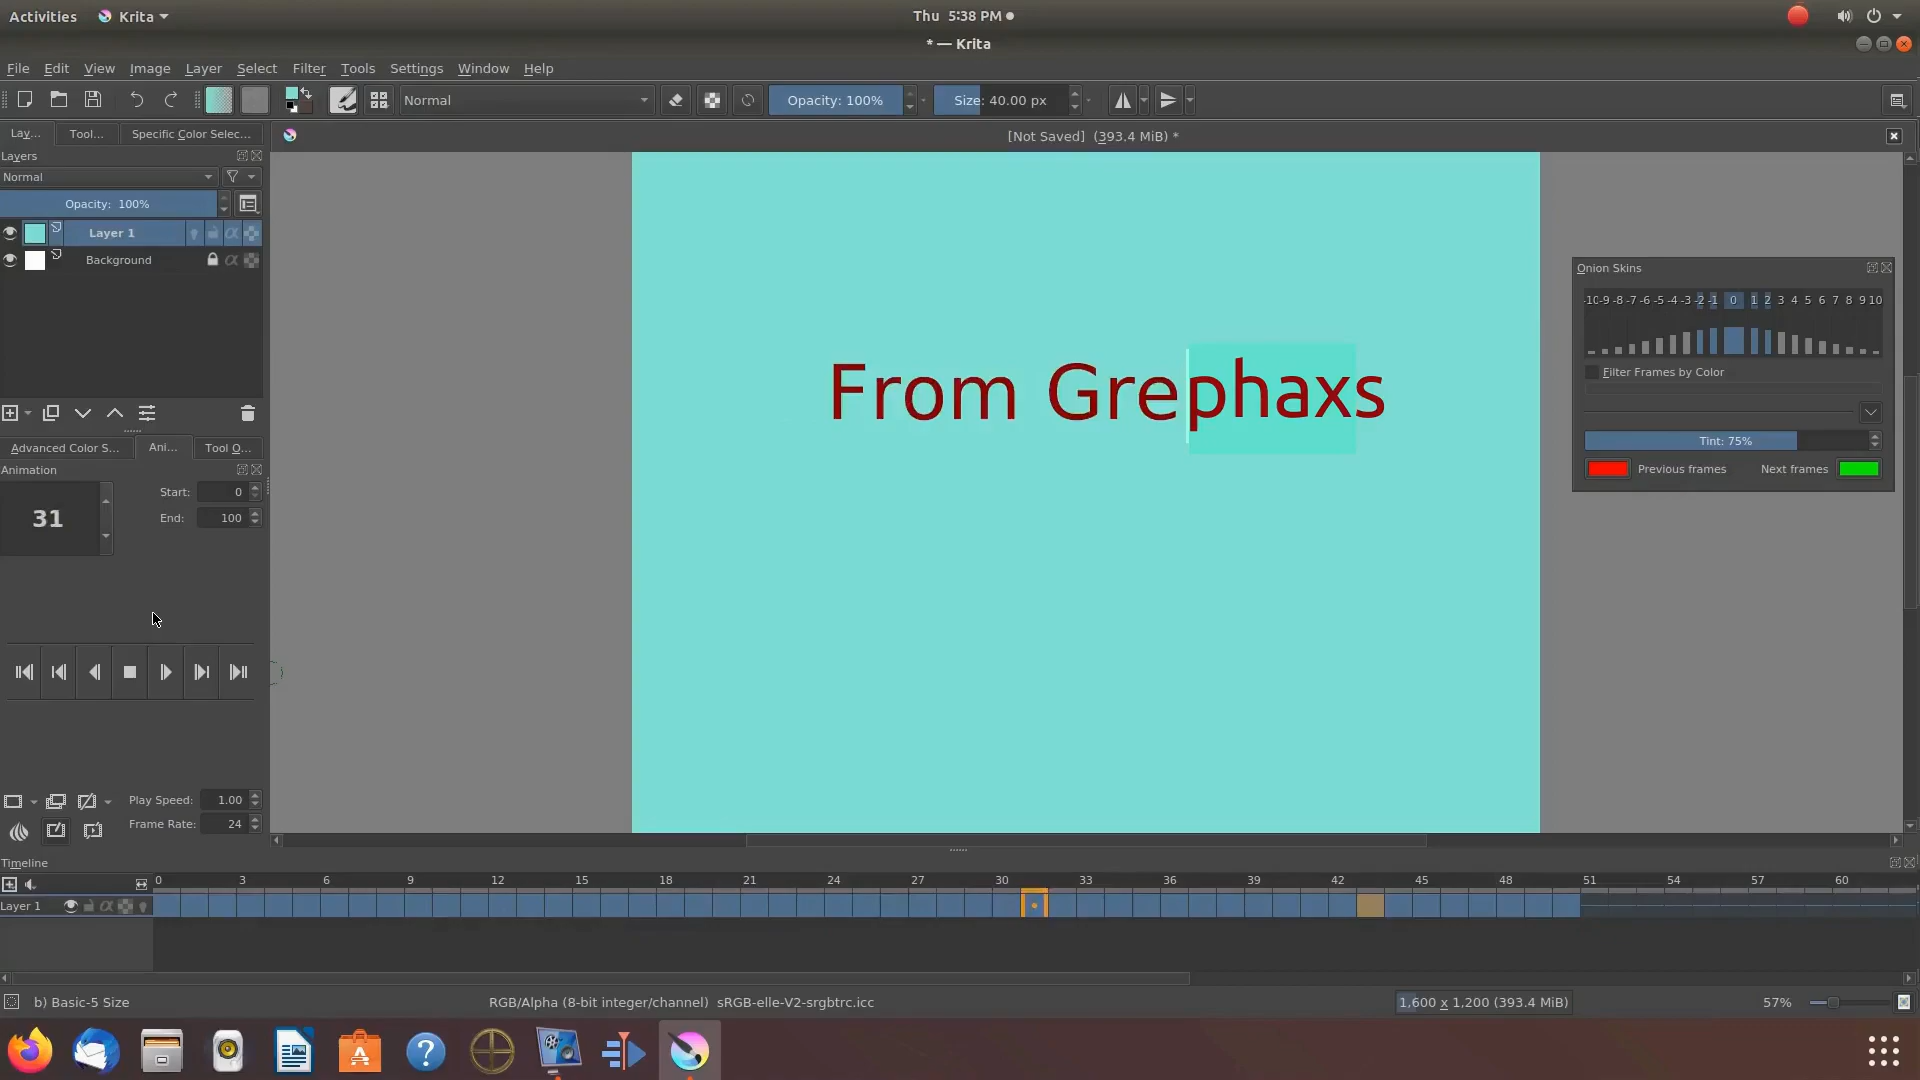 Activities Krita Thu 5:38 PM
* — Krita
File Edit View Image Layer Select Filter Tools Settings Window Help
Normal Opacity: 100% Size: 40.00 px
Lay... Tool... Specific Color Selec... [Not Saved] (393.4 MiB) *
Layers
Normal
Opacity: 100%
Layer 1
Background
From Grephaxs
Onion Skins
-10 -9 -8 -7 -6 -5 -4 -3 -2 -1 0 1 2 3 4 5 6 7 8 9 10
Filter Frames by Color
Tint: 75%
Previous frames Next frames
Advanced Color S... Ani... Tool O...
Animation
31 Start: 0
End: 100
Play Speed: 1.00
Frame Rate: 24
Timeline
0 3 6 9 12 15 18 21 24 27 30 33 36 39 42 45 48 51 54 57 60
Layer 1
b) Basic-5 Size RGB/Alpha (8-bit integer/channel) sRGB-elle-V2-srgbtrc.icc 1,600 x 1,200 (393.4 MiB) 57%